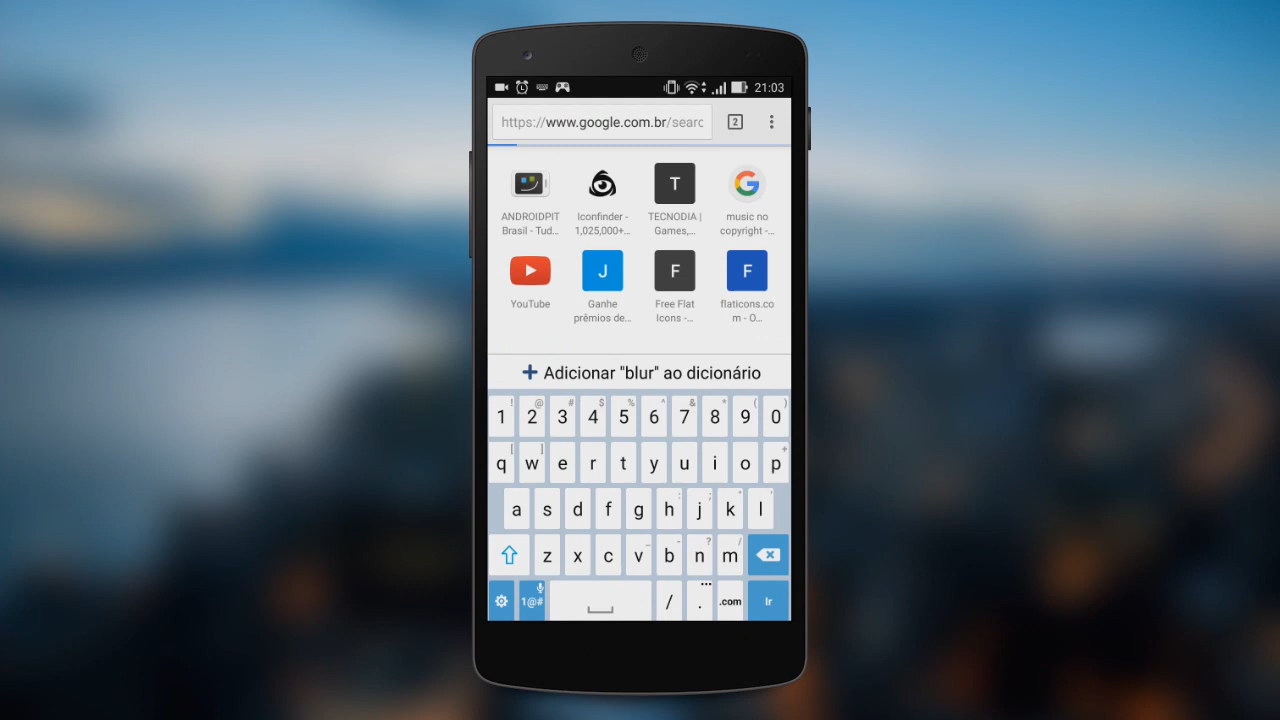 21:03
https://www.google.com.br/searc
2
T
G
ANDROIDPIT
Brasil - Tud...
Iconfinder -
1,025,000+...
TECNODIA |
Games,...
music no
copyright -...
J
F
F
YouTube
Ganhe
prêmios de...
Free Flat
Icons -...
flaticons.co
m - O...
+ Adicionar "blur" ao dicionário
! @ # $ % ^ & * ( )
1 2 3 4 5 6 7 8 9 0
[ ] +
q w e r t y u i o p
: ; " '
a s d f g h j k l
_ - ? /
z x c v b n m
1@# / . ... .com Ir